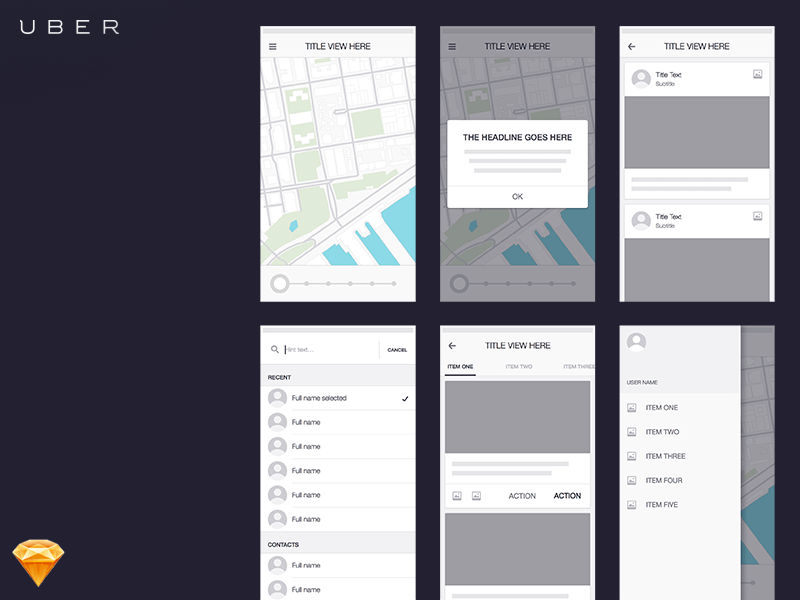 UBER
TITLE VIEW HERE
TITLE VIEW HERE
THE HEADLINE GOES HERE
OK
TITLE VIEW HERE
Title Text
Subtitle
Title Text
Subtitle
Hint text...
CANCEL
RECENT
Full name selected
Full name
Full name
Full name
Full name
Full name
CONTACTS
Full name
Full name
TITLE VIEW HERE
ITEM ONE ITEM TWO ITEM THREE
ACTION ACTION
USER NAME
ITEM ONE
ITEM TWO
ITEM THREE
ITEM FOUR
ITEM FIVE